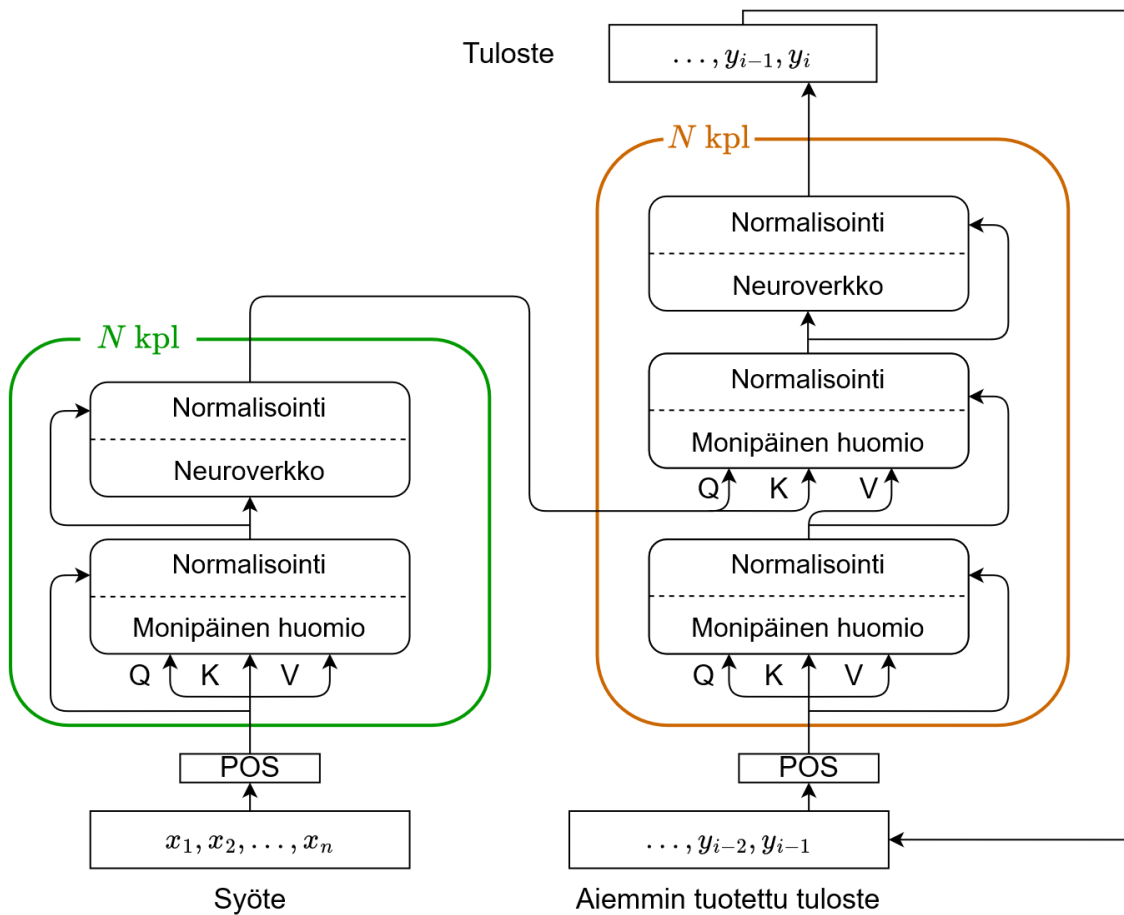 Tuloste
..., y_{i-1}, y_i
N kpl
Normalisointi
Neuroverkko
Normalisointi
Monipäinen huomio
Q K V
Normalisointi
Monipäinen huomio
Q K V
POS
..., y_{i-2}, y_{i-1}
Aiemmin tuotettu tuloste
N kpl
Normalisointi
Neuroverkko
Normalisointi
Monipäinen huomio
Q K V
POS
x_1, x_2, ..., x_n
Syöte